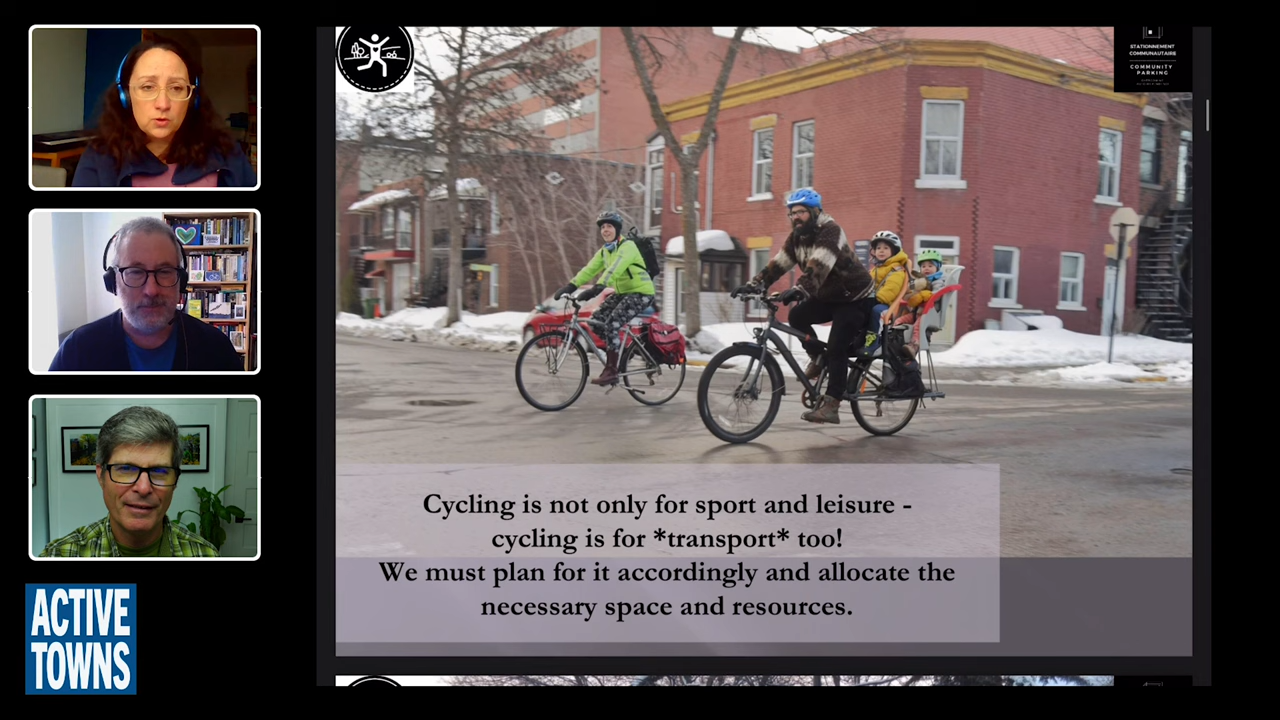 STATIONNEMENT
COMMUNAUTAIRE
COMMUNITY
PARKING
Cycling is not only for sport and leisure -
cycling is for *transport* too!
We must plan for it accordingly and allocate the
necessary space and resources.
ACTIVE
TOWNS